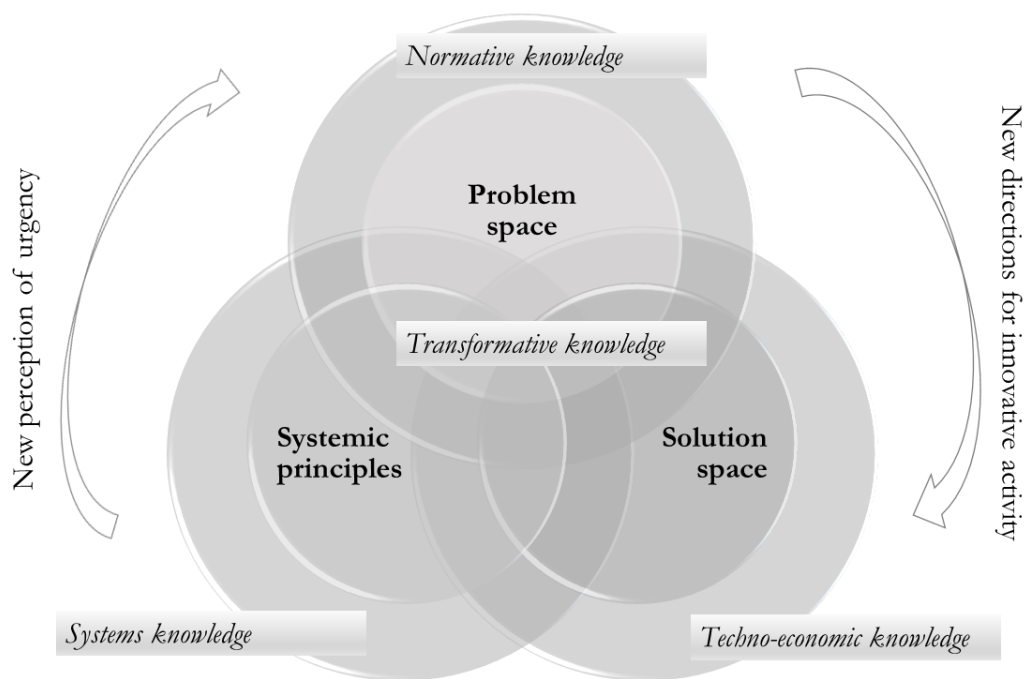 Normative knowledge
Problem
space
New perception of urgency
New directions for innovative activity
Transformative knowledge
Systemic
principles
Solution
space
Systems knowledge
Techno-economic knowledge